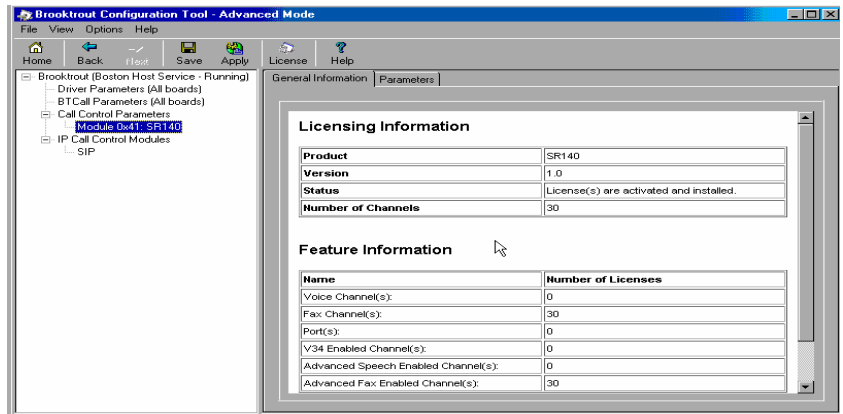 Brooktrout Configuration Tool - Advanced Mode
File View Options Help
Home Back Next Save Apply License Help
Brooktrout (Boston Host Service - Running)
Driver Parameters (All boards)
BTCall Parameters (All boards)
Call Control Parameters
Module 0x41: SR140
IP Call Control Modules
SIP
General Information Parameters
Licensing Information
Product SR140
Version 1.0
Status License(s) are activated and installed.
Number of Channels 30
Feature Information
Name Number of Licenses
Voice Channel(s): 0
Fax Channel(s): 30
Port(s): 0
V34 Enabled Channel(s): 0
Advanced Speech Enabled Channel(s): 0
Advanced Fax Enabled Channel(s): 30